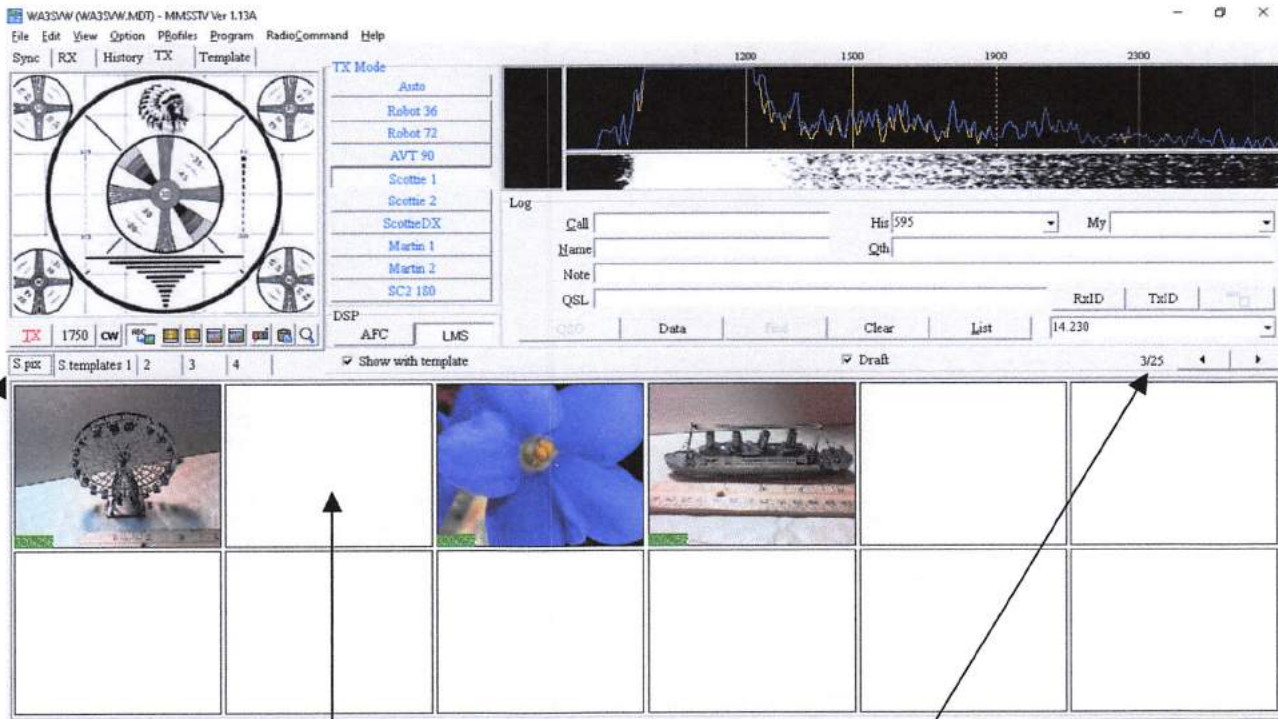 WA3SVW (WA3SVW.MDT) - MMSSTV Ver 1.13A
File Edit View Option PRofiles Program RadioCommand Help
Sync RX History TX Template
TX Mode
Auto
Robot 36
Robot 72
AVT 90
Scottie 1
Scottie 2
ScottieDX
Martin 1
Martin 2
SC2 180
DSP
AFC LMS
1200 1500 1900 2300
Log
Call His 595 My
Name Qth
Note
QSL RxID TxID
QSO Data Find Clear List 14.230
TX 1750 CW
S.pix S.templates 1 2 3 4 Show with template Draft 3/25